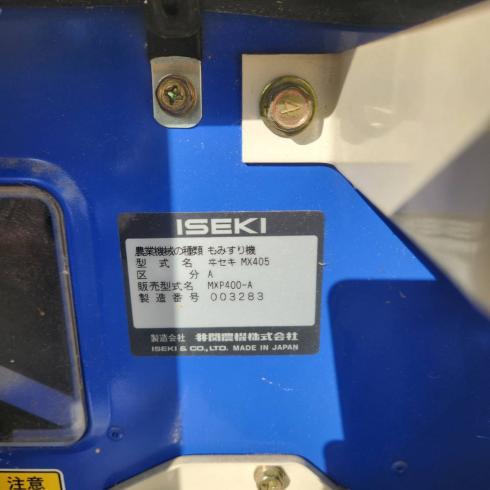 ISEKI
農業機械の種類 もみすり機
型式名 ヰセキ MX405
区分 A
販売型式名 MXP400-A
製造番号 003283
製造会社 井関農機株式会社
ISEKI & CO., LTD. MADE IN JAPAN
注意